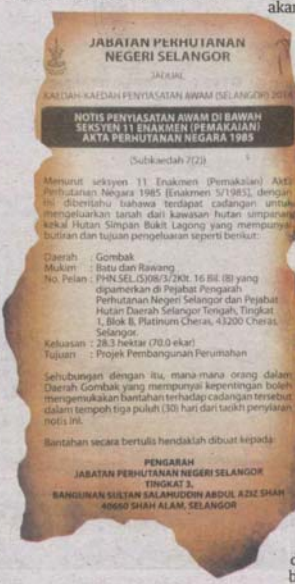 akan
JABATAN PERHUTANAN
NEGERI SELANGOR
JADUAL
KAEDAH-KAEDAH PENYIASATAN AWAM (SELANGOR) 2014
NOTIS PENYIASATAN AWAM DI BAWAH
SEKSYEN 11 ENAKMEN (PEMAKAIAN)
AKTA PERHUTANAN NEGARA 1985
(Subkaedah 7(2))
Menurut seksyen 11 Enakmen (Pemakaian) Akta
Perhutanan Negara 1985 (Enakmen 5/1985), dengan
ini diberitahu bahawa terdapat cadangan untuk
mengeluarkan tanah dari kawasan hutan simpanan
kekal Hutan Simpan Bukit Lagong yang mempunyai
butiran dan tujuan pengeluaran seperti berikut:
Daerah : Gombak
Mukim : Batu dan Rawang
No. Pelan : PHN.SEL.(S)08/3/2Klt. 16 Bil. (8) yang
dipamerkan di Pejabat Pengarah
Perhutanan Negeri Selangor dan Pejabat
Hutan Daerah Selangor Tengah, Tingkat
1, Blok B, Platinum Cheras, 43200 Cheras,
Selangor.
Keluasan : 28.3 hektar (70.0 ekar)
Tujuan : Projek Pembangunan Perumahan
Sehubungan dengan itu, mana-mana orang dalam
Daerah Gombak yang mempunyai kepentingan boleh
mengemukakan bantahan terhadap cadangan tersebut
dalam tempoh tiga puluh (30) hari dari tarikh penyiaran
notis ini.
Bantahan secara bertulis hendaklah dibuat kepada:
PENGARAH
JABATAN PERHUTANAN NEGERI SELANGOR
TINGKAT 3,
BANGUNAN SULTAN SALAHUDDIN ABDUL AZIZ SHAH
40660 SHAH ALAM, SELANGOR